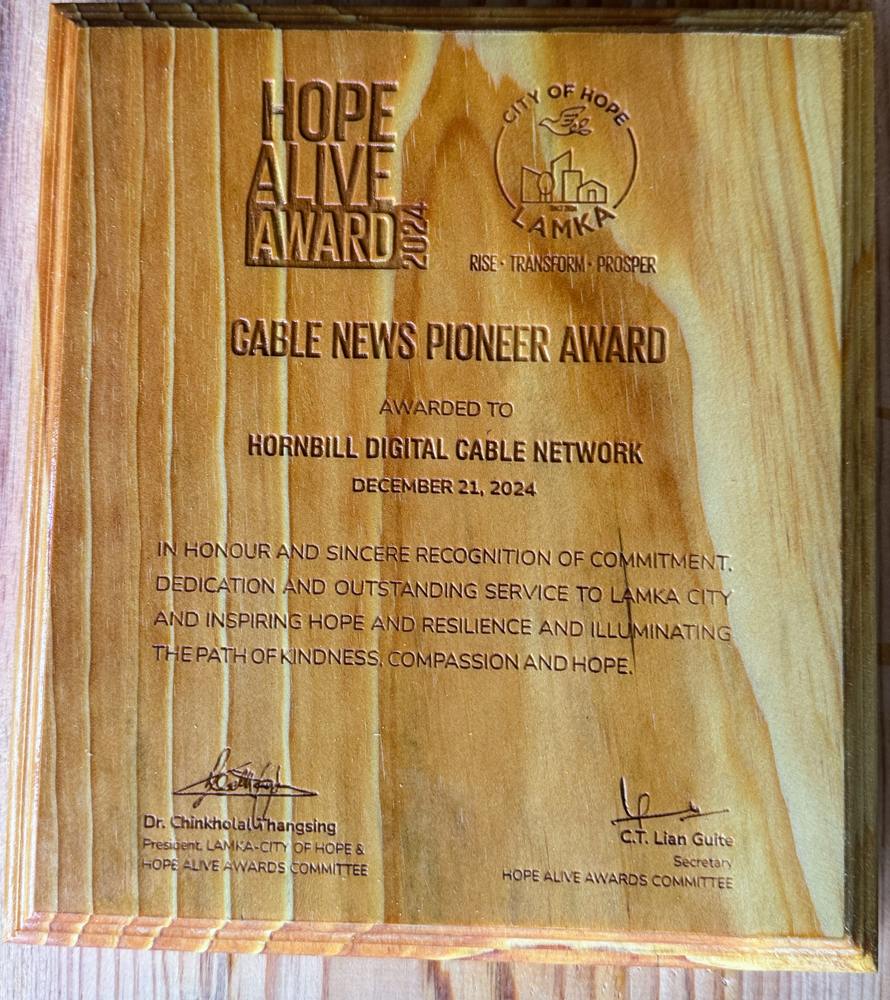 HOPE
ALIVE
AWARD
2024
CITY OF HOPE
LAMKA
RISE · TRANSFORM · PROSPER
CABLE NEWS PIONEER AWARD
AWARDED TO
HORNBILL DIGITAL CABLE NETWORK
DECEMBER 21, 2024
IN HONOUR AND SINCERE RECOGNITION OF COMMITMENT,
DEDICATION AND OUTSTANDING SERVICE TO LAMKA CITY
AND INSPIRING HOPE AND RESILIENCE AND ILLUMINATING
THE PATH OF KINDNESS, COMPASSION AND HOPE.
Dr. Chinkholal Thangsing
President, LAMKA-CITY OF HOPE &
HOPE ALIVE AWARDS COMMITTEE
C.T. Lian Guite
Secretary
HOPE ALIVE AWARDS COMMITTEE